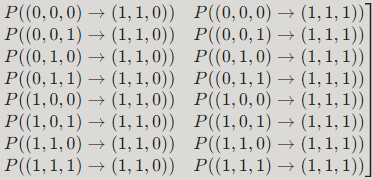 P((0, 0, 0) → (1, 1, 0)) P((0, 0, 0) → (1, 1, 1))
P((0, 0, 1) → (1, 1, 0)) P((0, 0, 1) → (1, 1, 1))
P((0, 1, 0) → (1, 1, 0)) P((0, 1, 0) → (1, 1, 1))
P((0, 1, 1) → (1, 1, 0)) P((0, 1, 1) → (1, 1, 1))
P((1, 0, 0) → (1, 1, 0)) P((1, 0, 0) → (1, 1, 1))
P((1, 0, 1) → (1, 1, 0)) P((1, 0, 1) → (1, 1, 1))
P((1, 1, 0) → (1, 1, 0)) P((1, 1, 0) → (1, 1, 1))
P((1, 1, 1) → (1, 1, 0)) P((1, 1, 1) → (1, 1, 1))